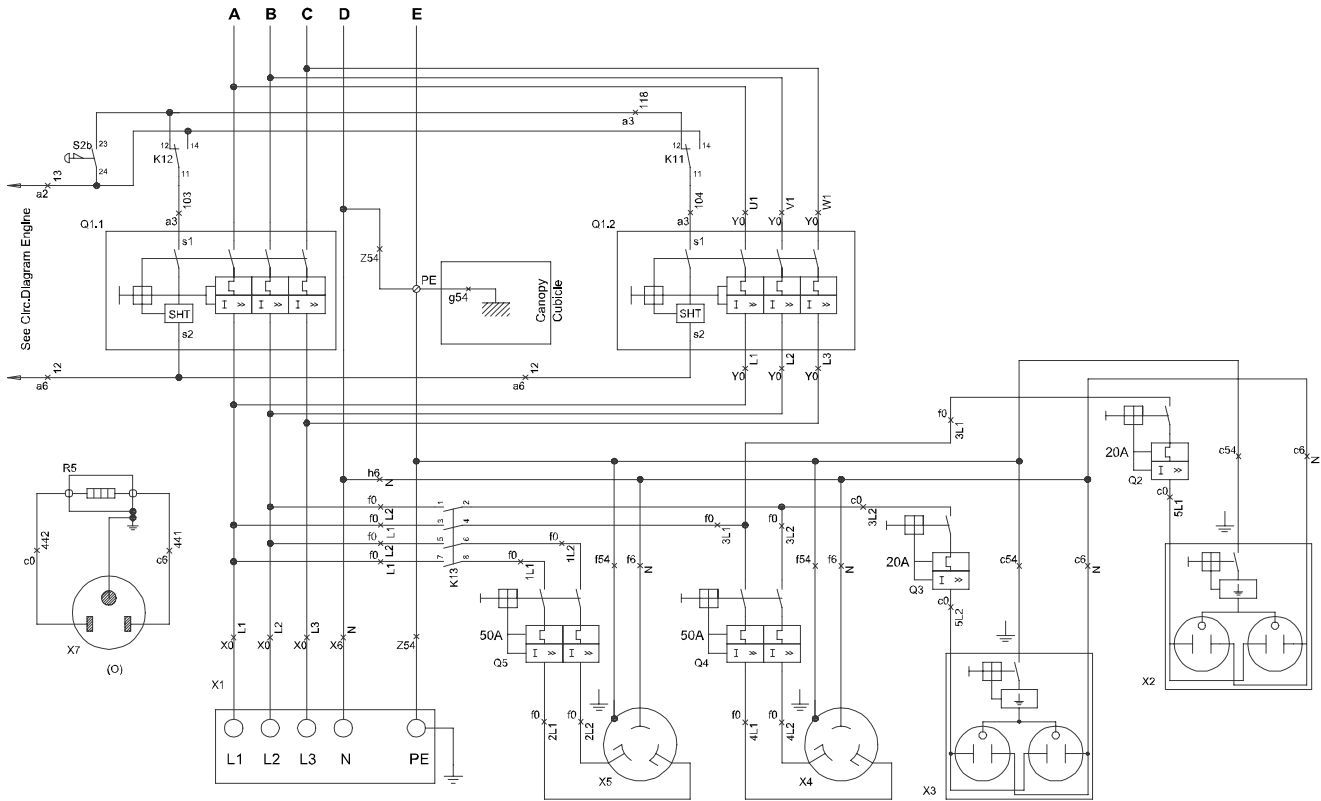 A B C D E
118
a3
S2b 23
24
12 14
K12
11
12 14
K11
11
13
a2
103
a3
104
a3
U1
Y0
V1
Y0
W1
Y0
See Circ.Diagram Engine
Q1.1
s1
I >> I >> I >>
SHT
s2
Z54
PE
g54
Canopy
Cubicle
Q1.2
s1
I >> I >> I >>
SHT
s2
12
a6
12
a6
L1
Y0
L2
Y0
L3
Y0
f0
3L1
20A
I >>
Q2
c0
5L1
c54
c6
N
h6
N
R5
442
c0
441
c6
X7
(O)
f0
L2
f0
L1
f0
L2
f0
L1
1 2
3 4
5 6
7 8
K13
f0
1L2
f0
1L1
f0
3L1
f0
3L2
c0
3L2
20A
I >>
Q3
c0
5L2
f54
f6
N
f54
f6
N
c54
c6
N
50A
I >> I >>
Q5
50A
I >> I >>
Q4
L1
X0
L2
X0
L3
X0
N
X6
Z54
f0
2L1
f0
2L2
X5
f0
4L1
f0
4L2
X4
X3
X2
X1
L1 L2 L3 N PE